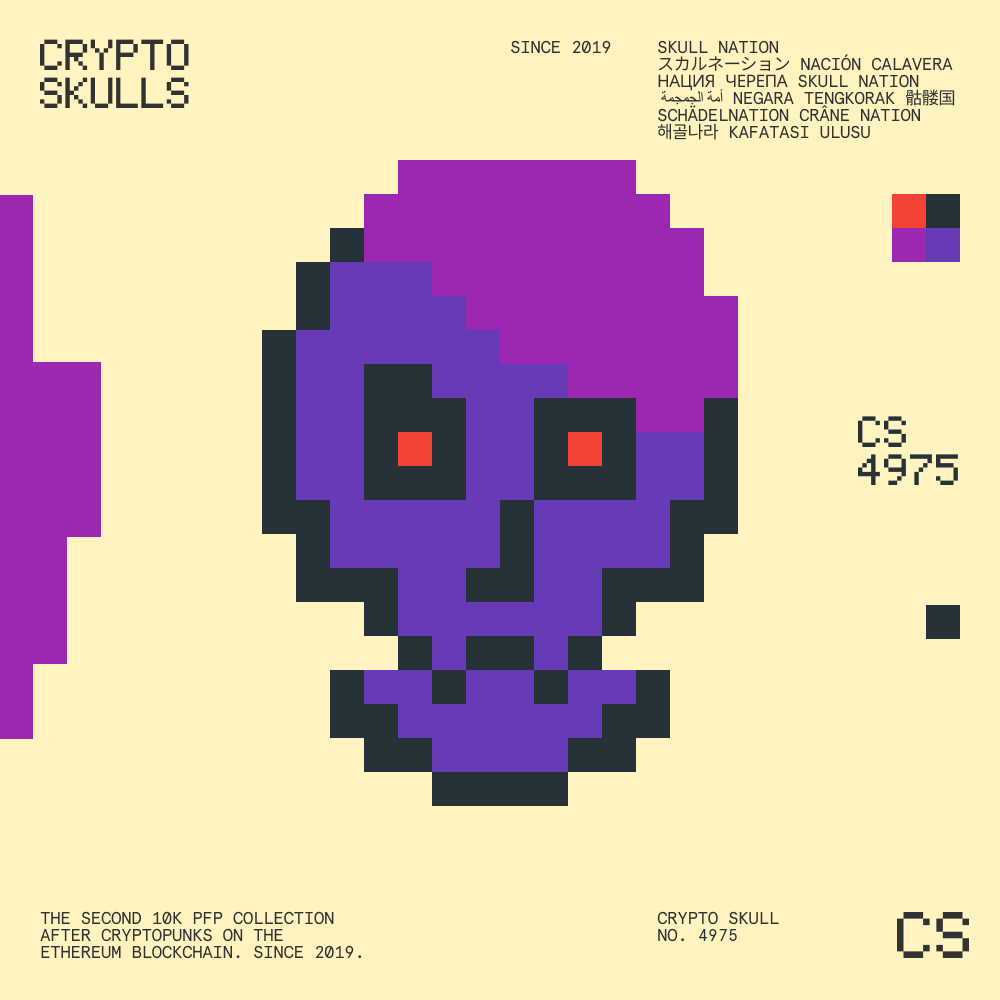 CRYPTO
SKULLS
SINCE 2019
SKULL NATION
スカルネーション NACIÓN CALAVERA
НАЦИЯ ЧЕРЕПА SKULL NATION
أمة الجمجمة NEGARA TENGKORAK 骷髅国
SCHÄDELNATION CRÂNE NATION
해골나라 KAFATASI ULUSU
CS
4975
THE SECOND 10K PFP COLLECTION
AFTER CRYPTOPUNKS ON THE
ETHEREUM BLOCKCHAIN. SINCE 2019.
CRYPTO SKULL
NO. 4975
CS